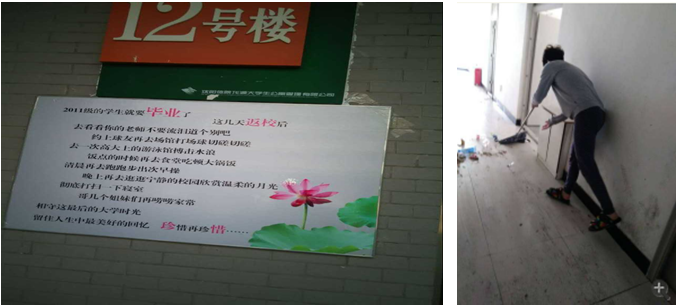 12号楼
2011级的学生就要毕业了
这几天返校后
去看看你的老师不要流泪道个别吧
约上球友再去场馆打场球切磋切磋
去一次高大上的游泳馆搏击水浪
饭点的时候再去食堂吃顿大锅饭
清晨再去跑跑步出次早操
晚上再去逛逛宁静的校园欣赏温柔的月光
彻底打扫一下寝室
哥几个姐妹们再唠唠家常
相守这最后的大学时光
留住人生中最美好的回忆 珍惜再珍惜......